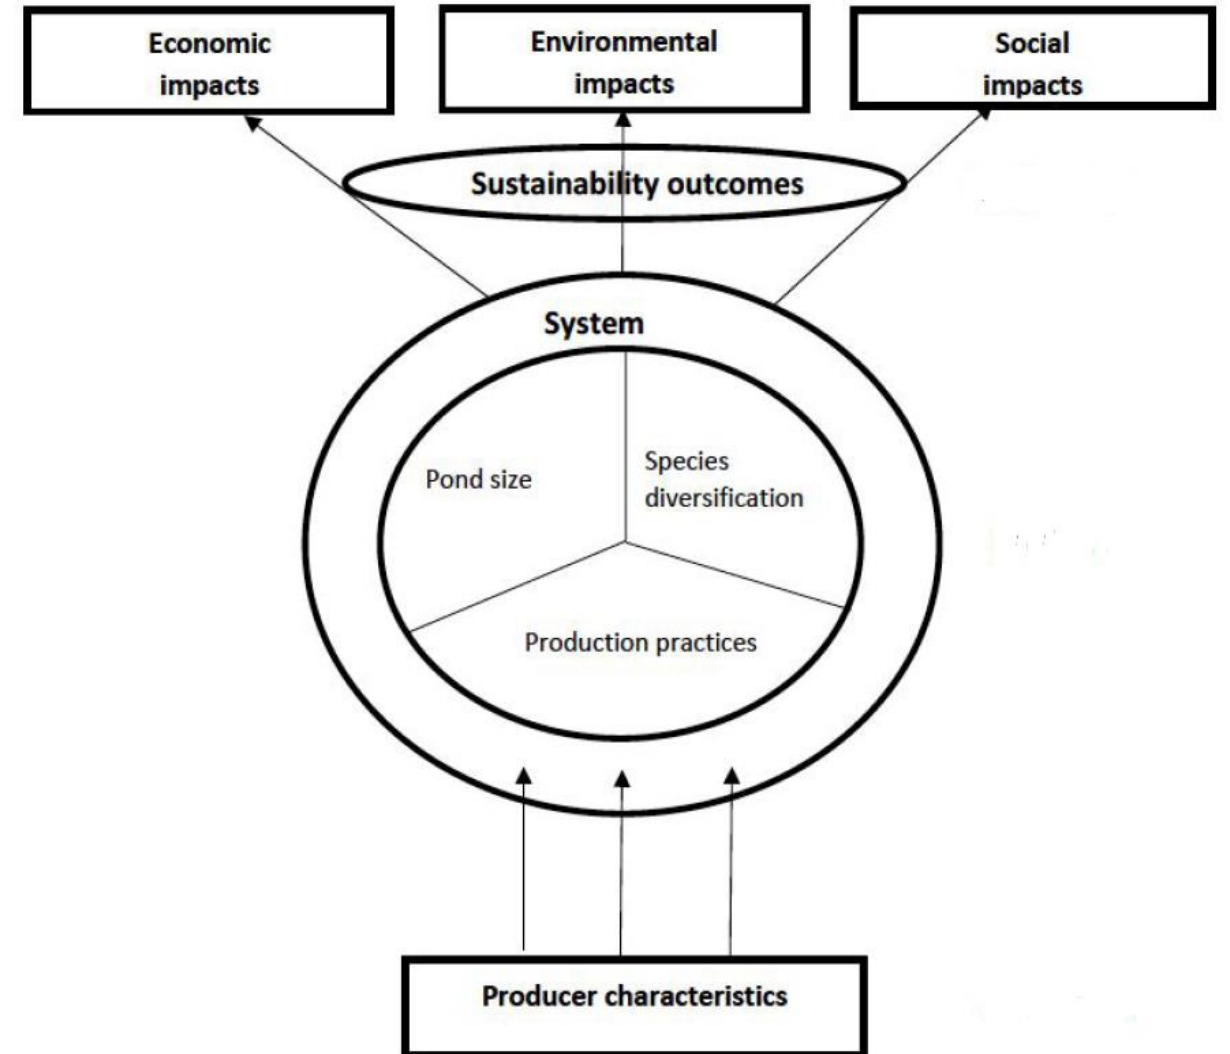 Economic
impacts
Environmental
impacts
Social
impacts
Sustainability outcomes
System
Pond size
Species
diversification
Production practices
Producer characteristics